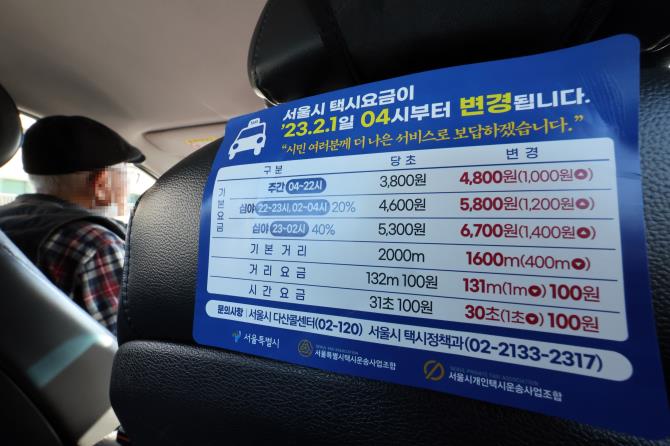 서울시 택시요금이
'23.2.1일 04시부터 변경됩니다.
"시민 여러분께 더 나은 서비스로 보답하겠습니다."
구 분 당 초 변 경
기본요금 주간 04~22시 3,800원 4,800원(1,000원▲)
심야 22~23시, 02~04시 20% 4,600원 5,800원(1,200원▲)
심야 23~02시 40% 5,300원 6,700원(1,400원▲)
기 본 거 리 2000m 1600m(400m▼)
거 리 요 금 132m 100원 131m(1m▼) 100원
시 간 요 금 31초 100원 30초(1초▼) 100원
문의사항 서울시 다산콜센터(02-120) 서울시 택시정책과(02-2133-2317)
서울특별시 서울특별시택시운송사업조합 서울시개인택시운송사업조합